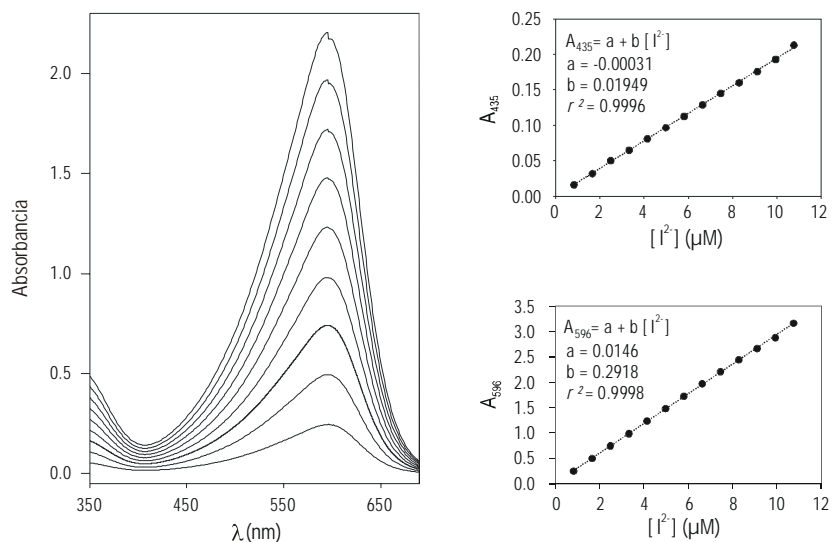 2.0
1.5
1.0
0.5
0.0
Absorbancia
350
450
550
650
λ (nm)
0.25
0.20
0.15
0.10
0.05
0.00
A435
A435= a + b [ I2-]
a = -0.00031
b = 0.01949
r 2 = 0.9996
0 2 4 6 8 10 12
[ I2-] (µM)
3.5
3.0
2.5
2.0
1.5
1.0
0.5
0.0
A596
A596= a + b [ I2-]
a = 0.0146
b = 0.2918
r 2 = 0.9998
0 2 4 6 8 10 12
[ I2-] (µM)